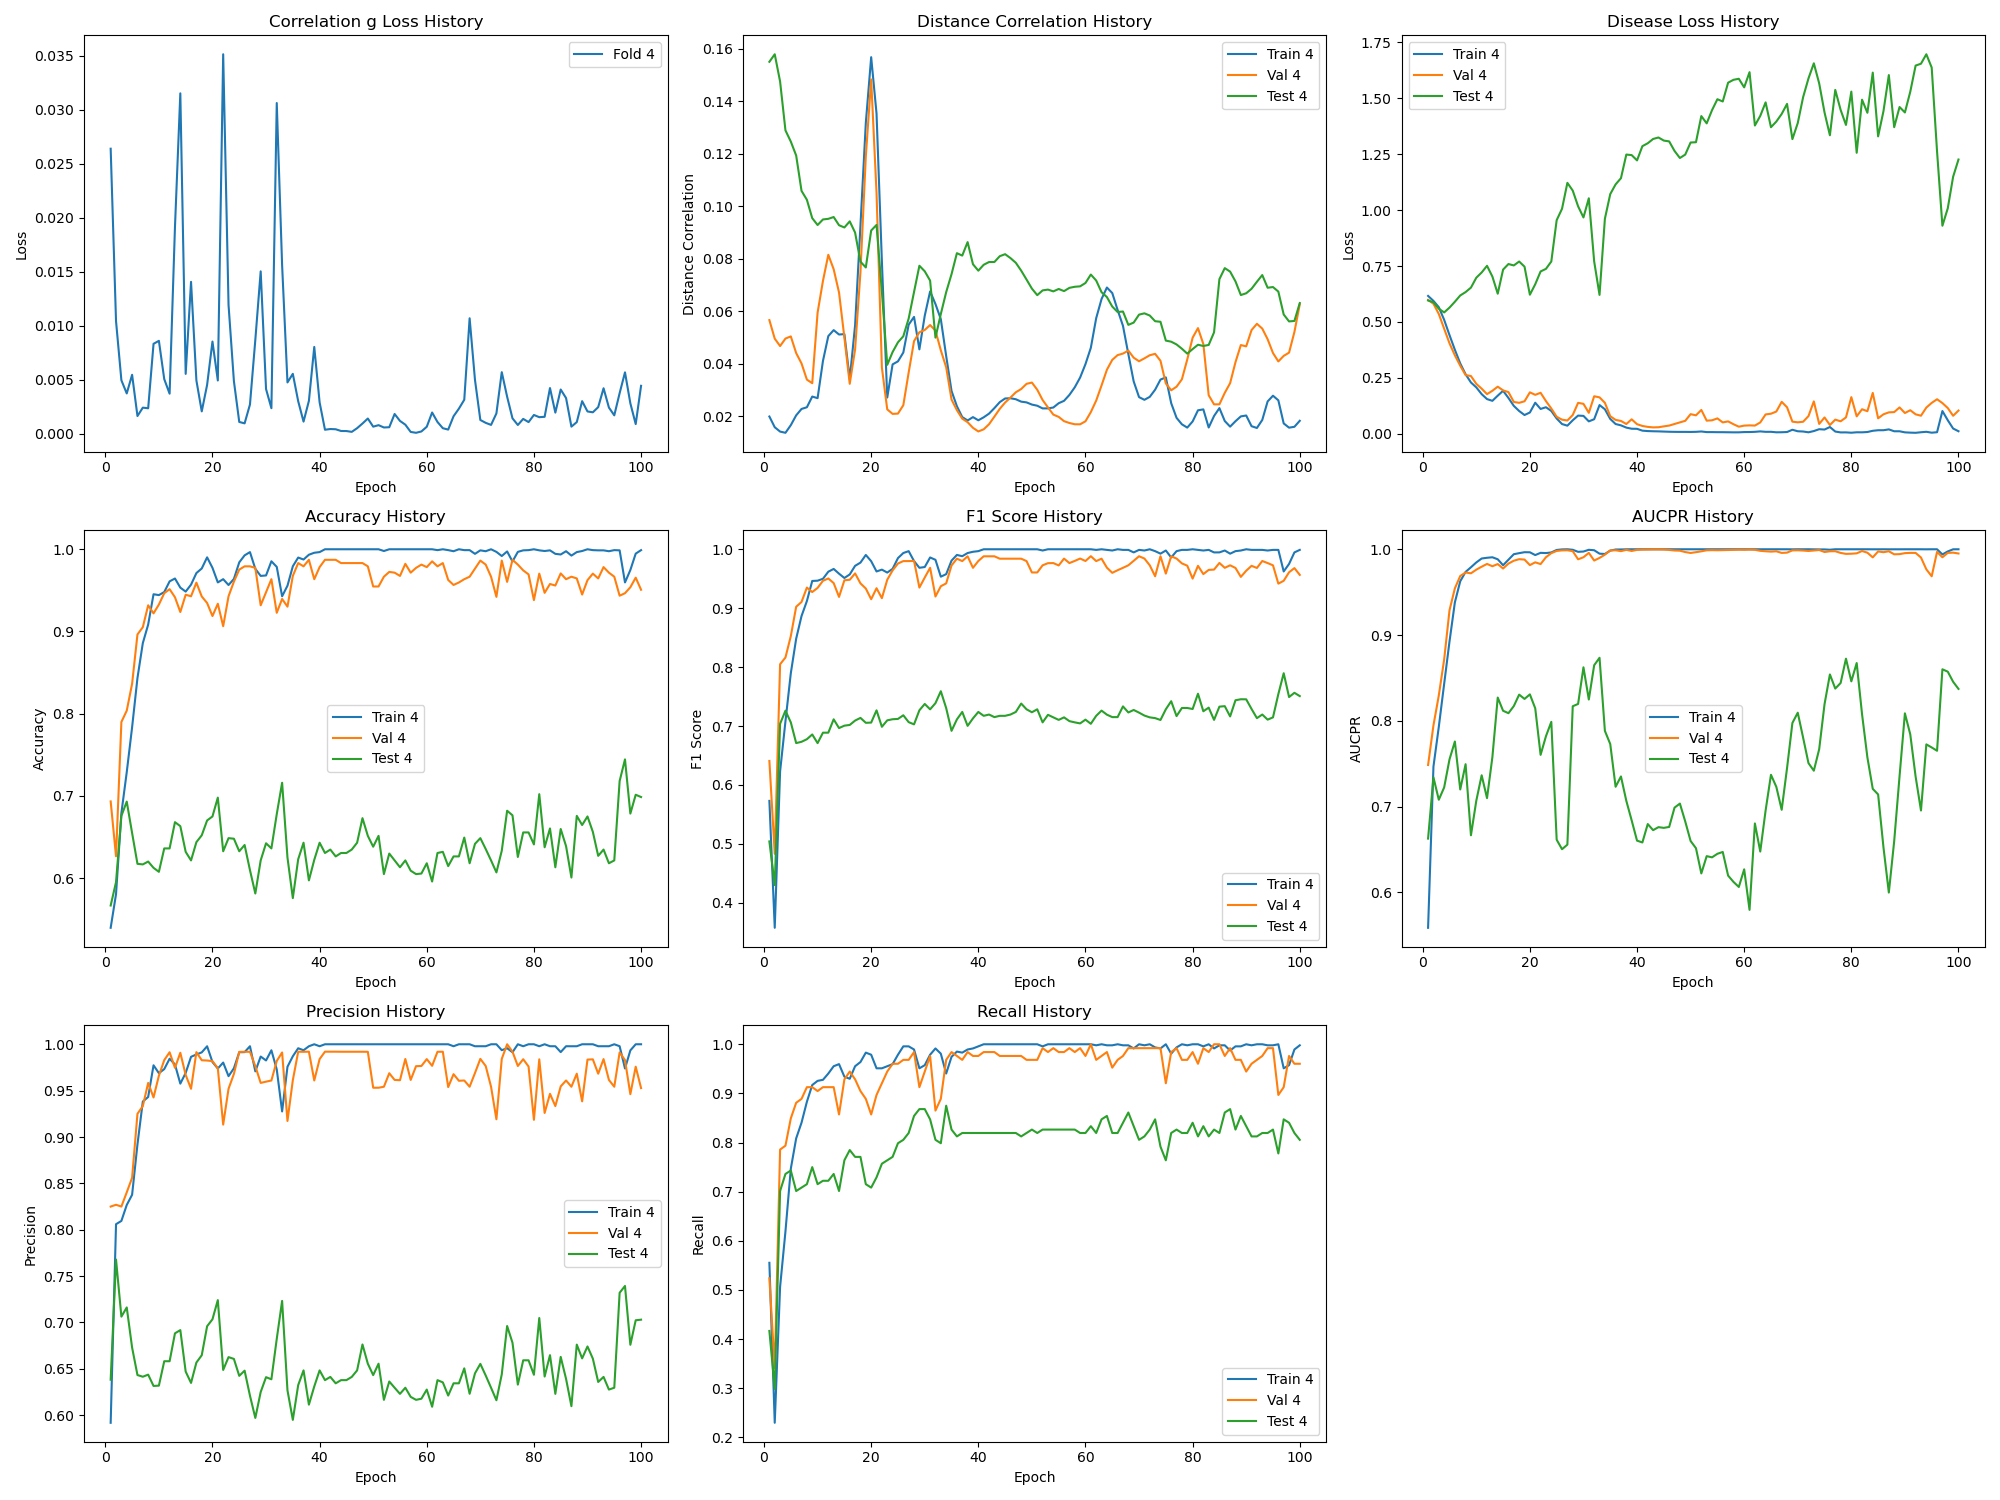 Correlation g Loss History
Loss
0.035
0.030
0.025
0.020
0.015
0.010
0.005
0.000
Fold 4
0 20 40 60 80 100
Epoch
Distance Correlation History
Distance Correlation
0.16
0.14
0.12
0.10
0.08
0.06
0.04
0.02
Train 4
Val 4
Test 4
0 20 40 60 80 100
Epoch
Disease Loss History
Loss
1.75
1.50
1.25
1.00
0.75
0.50
0.25
0.00
Train 4
Val 4
Test 4
0 20 40 60 80 100
Epoch
Accuracy History
Accuracy
1.0
0.9
0.8
0.7
0.6
Train 4
Val 4
Test 4
0 20 40 60 80 100
Epoch
F1 Score History
F1 Score
1.0
0.9
0.8
0.7
0.6
0.5
0.4
Train 4
Val 4
Test 4
0 20 40 60 80 100
Epoch
AUCPR History
AUCPR
1.0
0.9
0.8
0.7
0.6
Train 4
Val 4
Test 4
0 20 40 60 80 100
Epoch
Precision History
Precision
1.00
0.95
0.90
0.85
0.80
0.75
0.70
0.65
0.60
Train 4
Val 4
Test 4
0 20 40 60 80 100
Epoch
Recall History
Recall
1.0
0.9
0.8
0.7
0.6
0.5
0.4
0.3
0.2
Train 4
Val 4
Test 4
0 20 40 60 80 100
Epoch